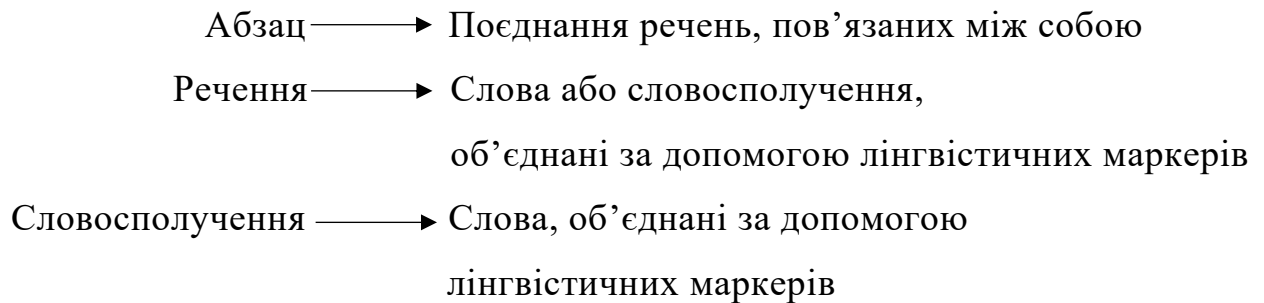 Абзац Поєднання речень, пов’язаних між собою
Речення Слова або словосполучення,
об’єднані за допомогою лінгвістичних маркерів
Словосполучення Слова, об’єднані за допомогою
лінгвістичних маркерів